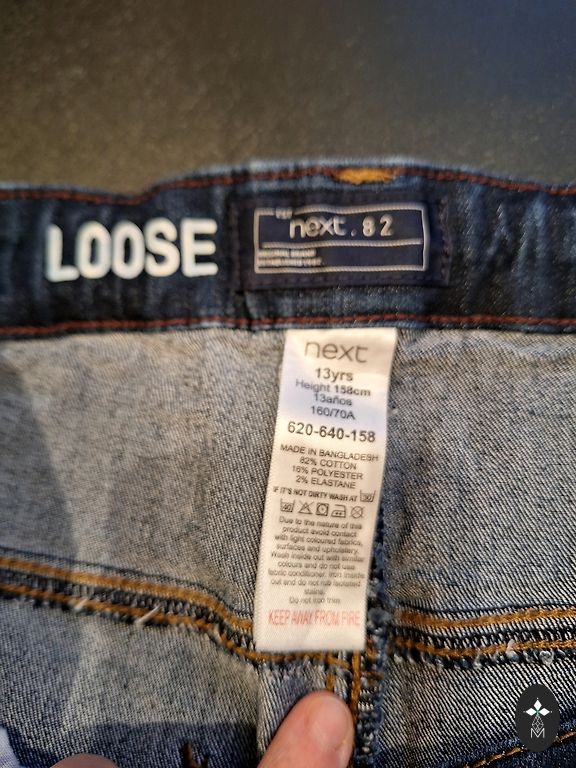 LOOSE
next.82
next
13yrs
Height 158cm
13años
160/70A
620-640-158
MADE IN BANGLADESH
82% COTTON
16% POLYESTER
2% ELASTANE
IF IT'S NOT DIRTY WASH AT 30
40
Due to the nature of this
product avoid contact
with light coloured fabrics,
surfaces and upholstery.
Wash inside out with similar
colours and do not use
fabric conditioner. Iron inside
out and do not rub isolated
stains.
Do not iron trim
KEEP AWAY FROM FIRE
M